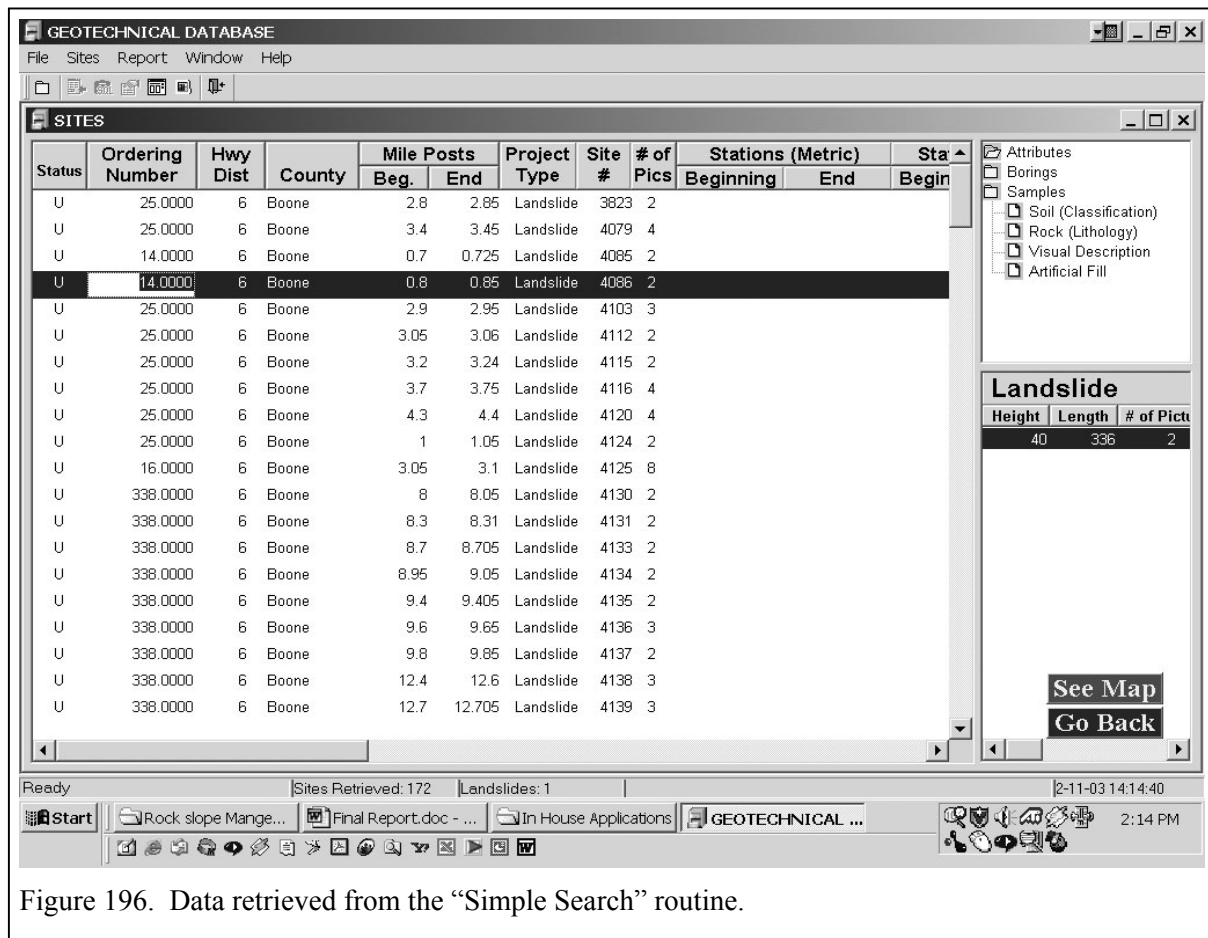 GEOTECHNICAL DATABASE
File Sites Report Window Help
SITES
Status Ordering Number Hwy Dist County Mile Posts Beg. End Project Type Site # # of Pics Stations (Metric) Beginning End Sta Begin
U 25.0000 6 Boone 2.8 2.85 Landslide 3823 2
U 25.0000 6 Boone 3.4 3.45 Landslide 4079 4
U 14.0000 6 Boone 0.7 0.725 Landslide 4085 2
U 14.0000 6 Boone 0.8 0.85 Landslide 4086 2
U 25.0000 6 Boone 2.9 2.95 Landslide 4103 3
U 25.0000 6 Boone 3.05 3.06 Landslide 4112 2
U 25.0000 6 Boone 3.2 3.24 Landslide 4115 2
U 25.0000 6 Boone 3.7 3.75 Landslide 4116 4
U 25.0000 6 Boone 4.3 4.4 Landslide 4120 4
U 25.0000 6 Boone 1 1.05 Landslide 4124 2
U 16.0000 6 Boone 3.05 3.1 Landslide 4125 8
U 338.0000 6 Boone 8 8.05 Landslide 4130 2
U 338.0000 6 Boone 8.3 8.31 Landslide 4131 2
U 338.0000 6 Boone 8.7 8.705 Landslide 4133 2
U 338.0000 6 Boone 8.95 9.05 Landslide 4134 2
U 338.0000 6 Boone 9.4 9.405 Landslide 4135 2
U 338.0000 6 Boone 9.6 9.65 Landslide 4136 3
U 338.0000 6 Boone 9.8 9.85 Landslide 4137 2
U 338.0000 6 Boone 12.4 12.6 Landslide 4138 3
U 338.0000 6 Boone 12.7 12.705 Landslide 4139 3
Attributes
Borings
Samples
Soil (Classification)
Rock (Lithology)
Visual Description
Artificial Fill
Landslide
Height Length # of Pictu
40 336 2
See Map
Go Back
Ready Sites Retrieved: 172 Landslides: 1 2-11-03 14:14:40
Start Rock slope Mange... Final Report.doc - ... In House Applications GEOTECHNICAL ... 2:14 PM
Figure 196. Data retrieved from the “Simple Search” routine.